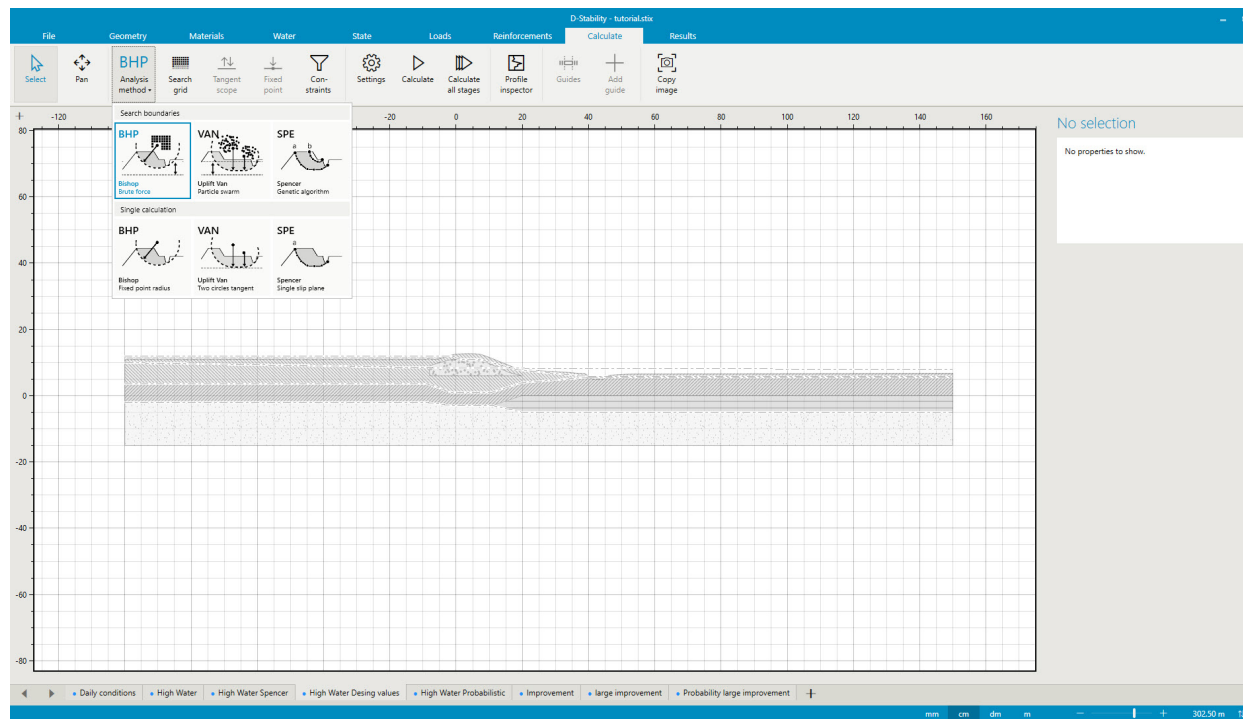 D-Stability - tutorial.stix
File Geometry Materials Water State Loads Reinforcements Calculate Results
Select
Pan
BHP
Analysis
method
Search
grid
Tangent
scope
Fixed
point
Con-
straints
Settings
Calculate
Calculate
all stages
Profile
inspector
Guides
Add
guide
Copy
image
-120 -20 0 20 40 60 80 100 120 140 160
Search boundaries
BHP
Bishop
Brute force
VAN
Uplift Van
Particle swarm
SPE
a b
Spencer
Genetic algorithm
Single calculation
BHP
Bishop
Fixed point radius
VAN
Uplift Van
Two circles tangent
SPE
a
Spencer
Single slip plane
80
60
40
20
0
-20
-40
-60
-80
No selection
No properties to show.
Daily conditions High Water High Water Spencer High Water Desing values High Water Probabilistic Improvement large improvement Probability large improvement
mm cm dm m 302,50 m